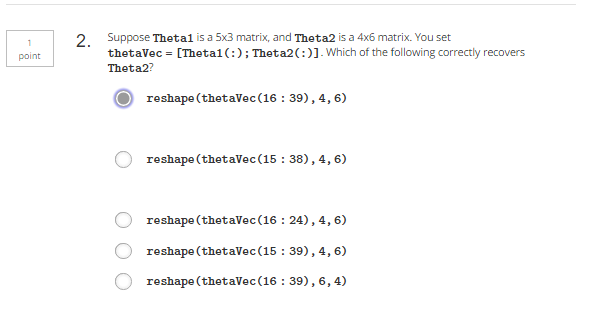 1
point
2. Suppose Theta1 is a 5x3 matrix, and Theta2 is a 4x6 matrix. You set
thetaVec = [Theta1(:); Theta2(:)]. Which of the following correctly recovers
Theta2?
reshape(thetaVec(16 : 39), 4, 6)
reshape(thetaVec(15 : 38), 4, 6)
reshape(thetaVec(16 : 24), 4, 6)
reshape(thetaVec(15 : 39), 4, 6)
reshape(thetaVec(16 : 39), 6, 4)